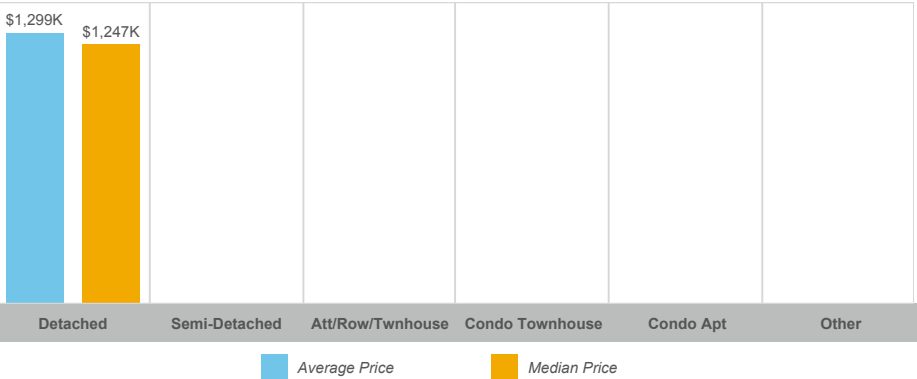 $1,299K
$1,247K
Detached Semi-Detached Att/Row/Twnhouse Condo Townhouse Condo Apt Other
Average Price Median Price